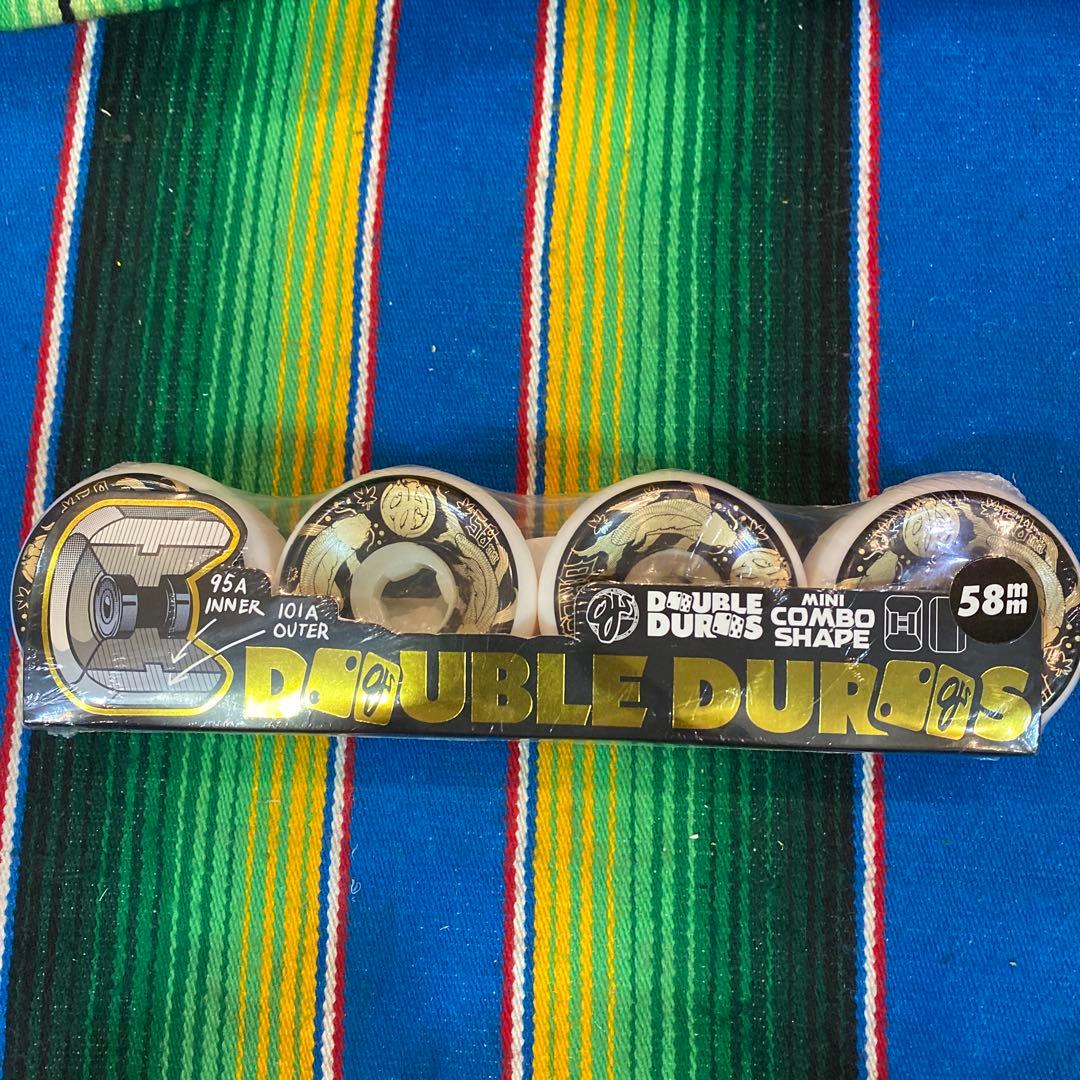 95A
INNER
101A
OUTER
DOUBLE
DUROS
MINI
COMBO
SHAPE
58mm
DOUBLE DUROS